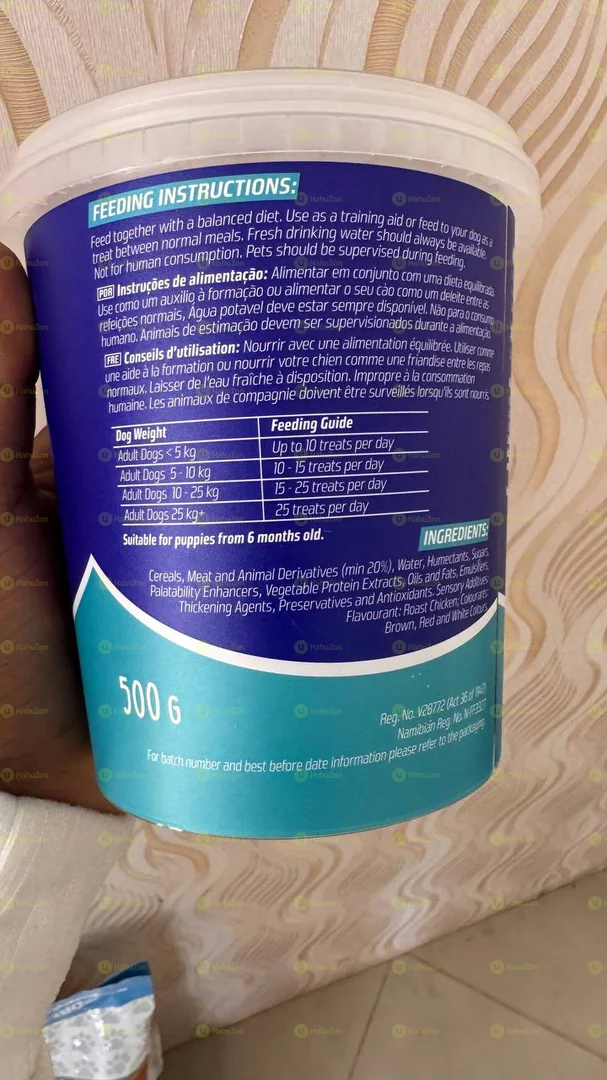 FEEDING INSTRUCTIONS:
Feed together with a balanced diet. Use as a training aid or feed to your dog as a
treat between normal meals. Fresh drinking water should always be available.
Not for human consumption. Pets should be supervised during feeding.
POR Instruções de alimentação: Alimentar em conjunto com uma dieta equilibrada.
Use como um auxílio à formação ou alimentar o seu cão como um deleite entre as
refeições normais, Água potável deve estar sempre disponível. Não para o consumo
humano. Animais de estimação devem ser supervisionados durante a alimentação.
FRE Conseils d'utilisation: Nourrir avec une alimentation équilibrée. Utiliser comme
une aide à la formation ou nourrir votre chien comme une friandise entre les repas
normaux. Laisser de l'eau fraîche à disposition. Impropre à la consommation
humaine. Les animaux de compagnie doivent être surveillés lorsqu'ils sont nourris.
Dog Weight Feeding Guide
Adult Dogs < 5 kg Up to 10 treats per day
Adult Dogs 5 - 10 kg 10 - 15 treats per day
Adult Dogs 10 - 25 kg 15 - 25 treats per day
Adult Dogs 25 kg+ 25 treats per day
Suitable for puppies from 6 months old.
INGREDIENTS:
Cereals, Meat and Animal Derivatives (min 20%), Water, Humectants, Sugars,
Palatability Enhancers, Vegetable Protein Extracts, Oils and Fats, Emulsifiers,
Thickening Agents, Preservatives and Antioxidants. Sensory Additives:
Flavourant: Roast Chicken; Colourants:
Brown, Red and White Colours.
500 G
Reg. No. V28772 (Act 36 of 1947)
Namibian Reg. No. N-FF3327
For batch number and best before date information please refer to the packaging.
HahuZon